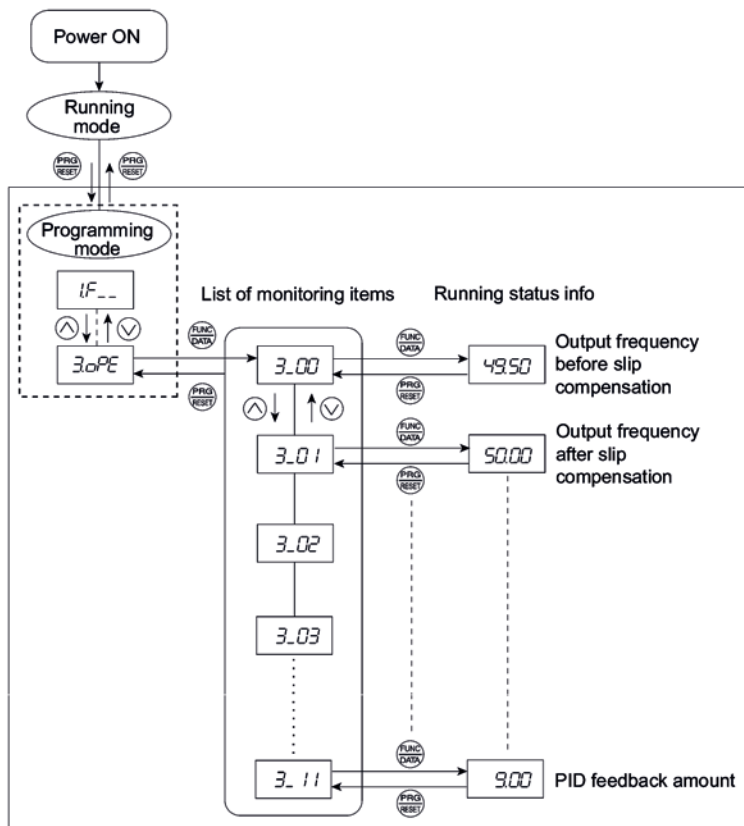 Power ON
Running
mode
PRG
RESET
PRG
RESET
Programming
mode
1.F__
3.oPE
List of monitoring items
Running status info
FUNC
DATA
PRG
RESET
3_00
FUNC
DATA
PRG
RESET
49.50
Output frequency
before slip
compensation
3_01
FUNC
DATA
PRG
RESET
50.00
Output frequency
after slip
compensation
3_02
3_03
3_11
FUNC
DATA
PRG
RESET
9.00
PID feedback amount